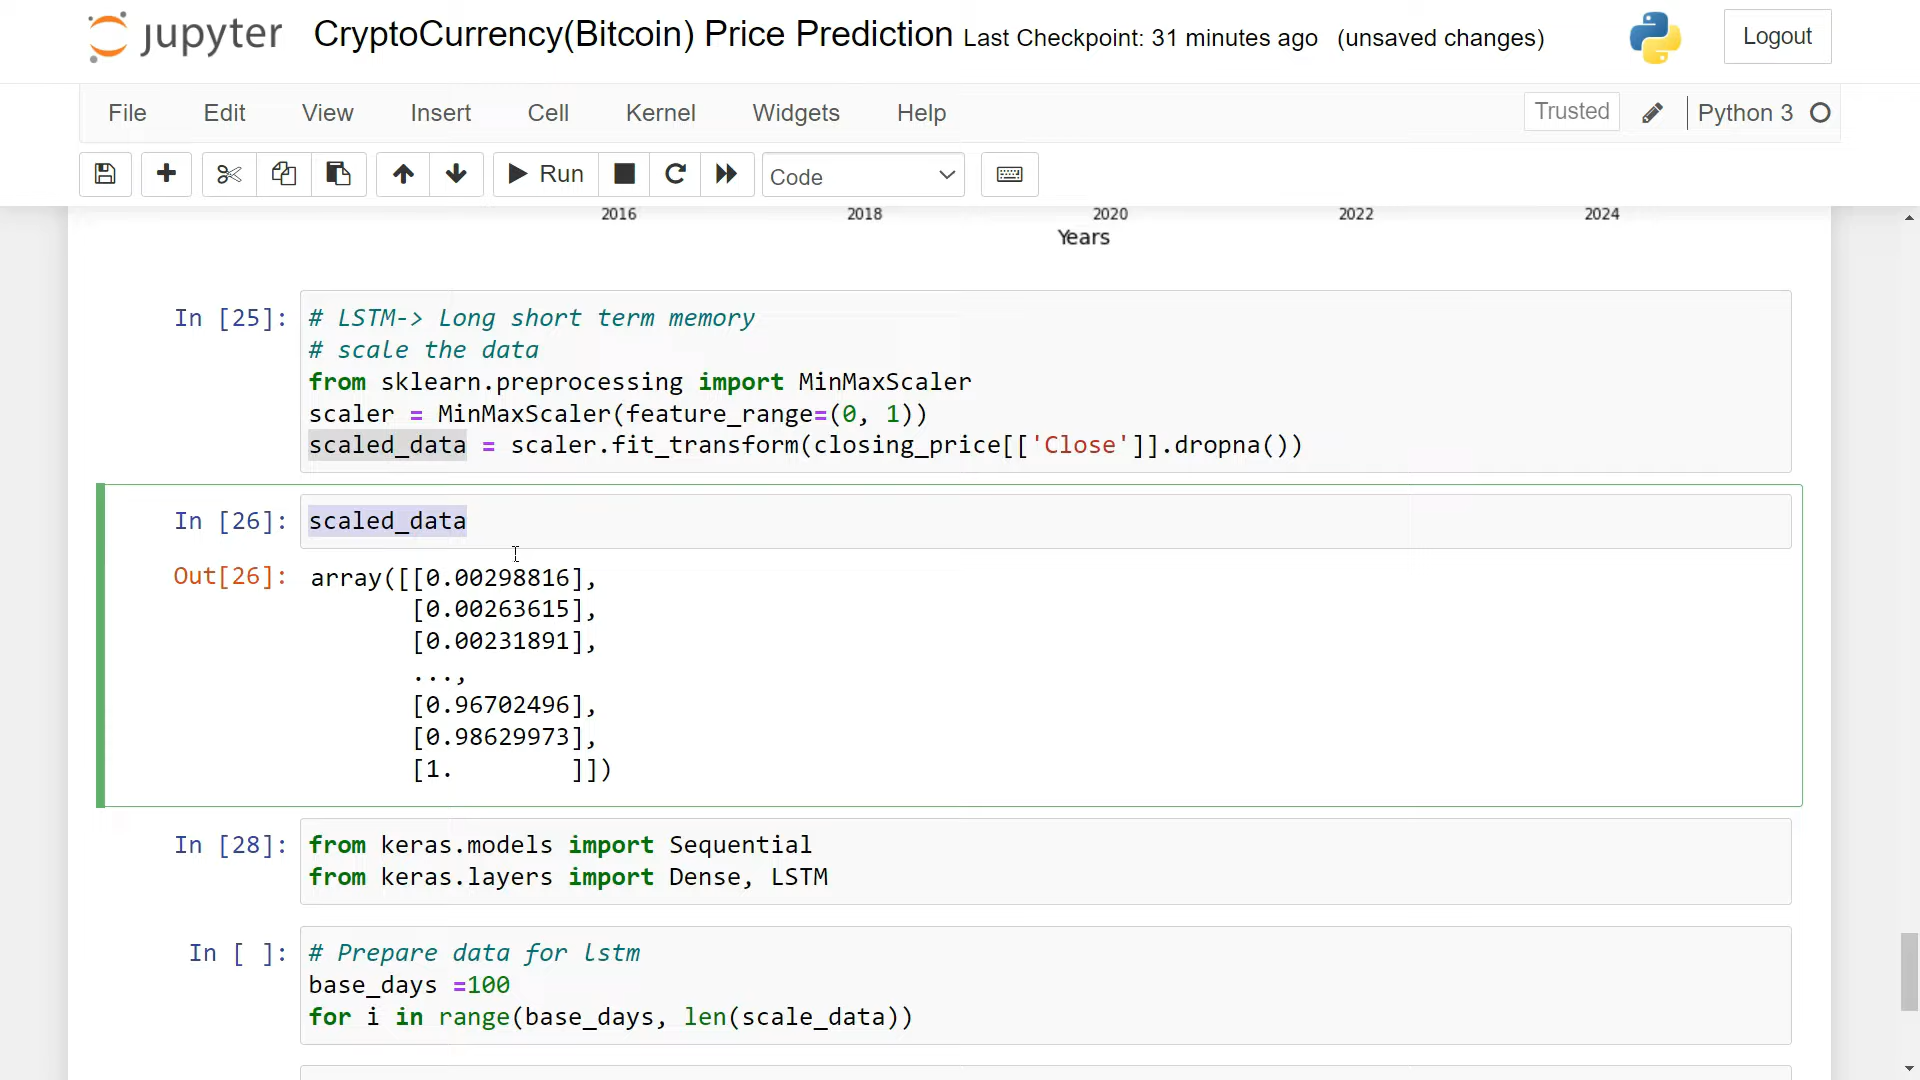 jupyter CryptoCurrency(Bitcoin) Price Prediction Last Checkpoint: 31 minutes ago (unsaved changes) Logout
File Edit View Insert Cell Kernel Widgets Help Trusted Python 3
Run Code
2016 2018 2020 2022 2024
Years
In [25]: # LSTM-> Long short term memory
# scale the data
from sklearn.preprocessing import MinMaxScaler
scaler = MinMaxScaler(feature_range=(0, 1))
scaled_data = scaler.fit_transform(closing_price[['Close']].dropna())
In [26]: scaled_data
Out[26]: array([[0.00298816],
[0.00263615],
[0.00231891],
...,
[0.96702496],
[0.98629973],
[1.        ]])
In [28]: from keras.models import Sequential
from keras.layers import Dense, LSTM
In [ ]: # Prepare data for lstm
base_days =100
for i in range(base_days, len(scale_data))